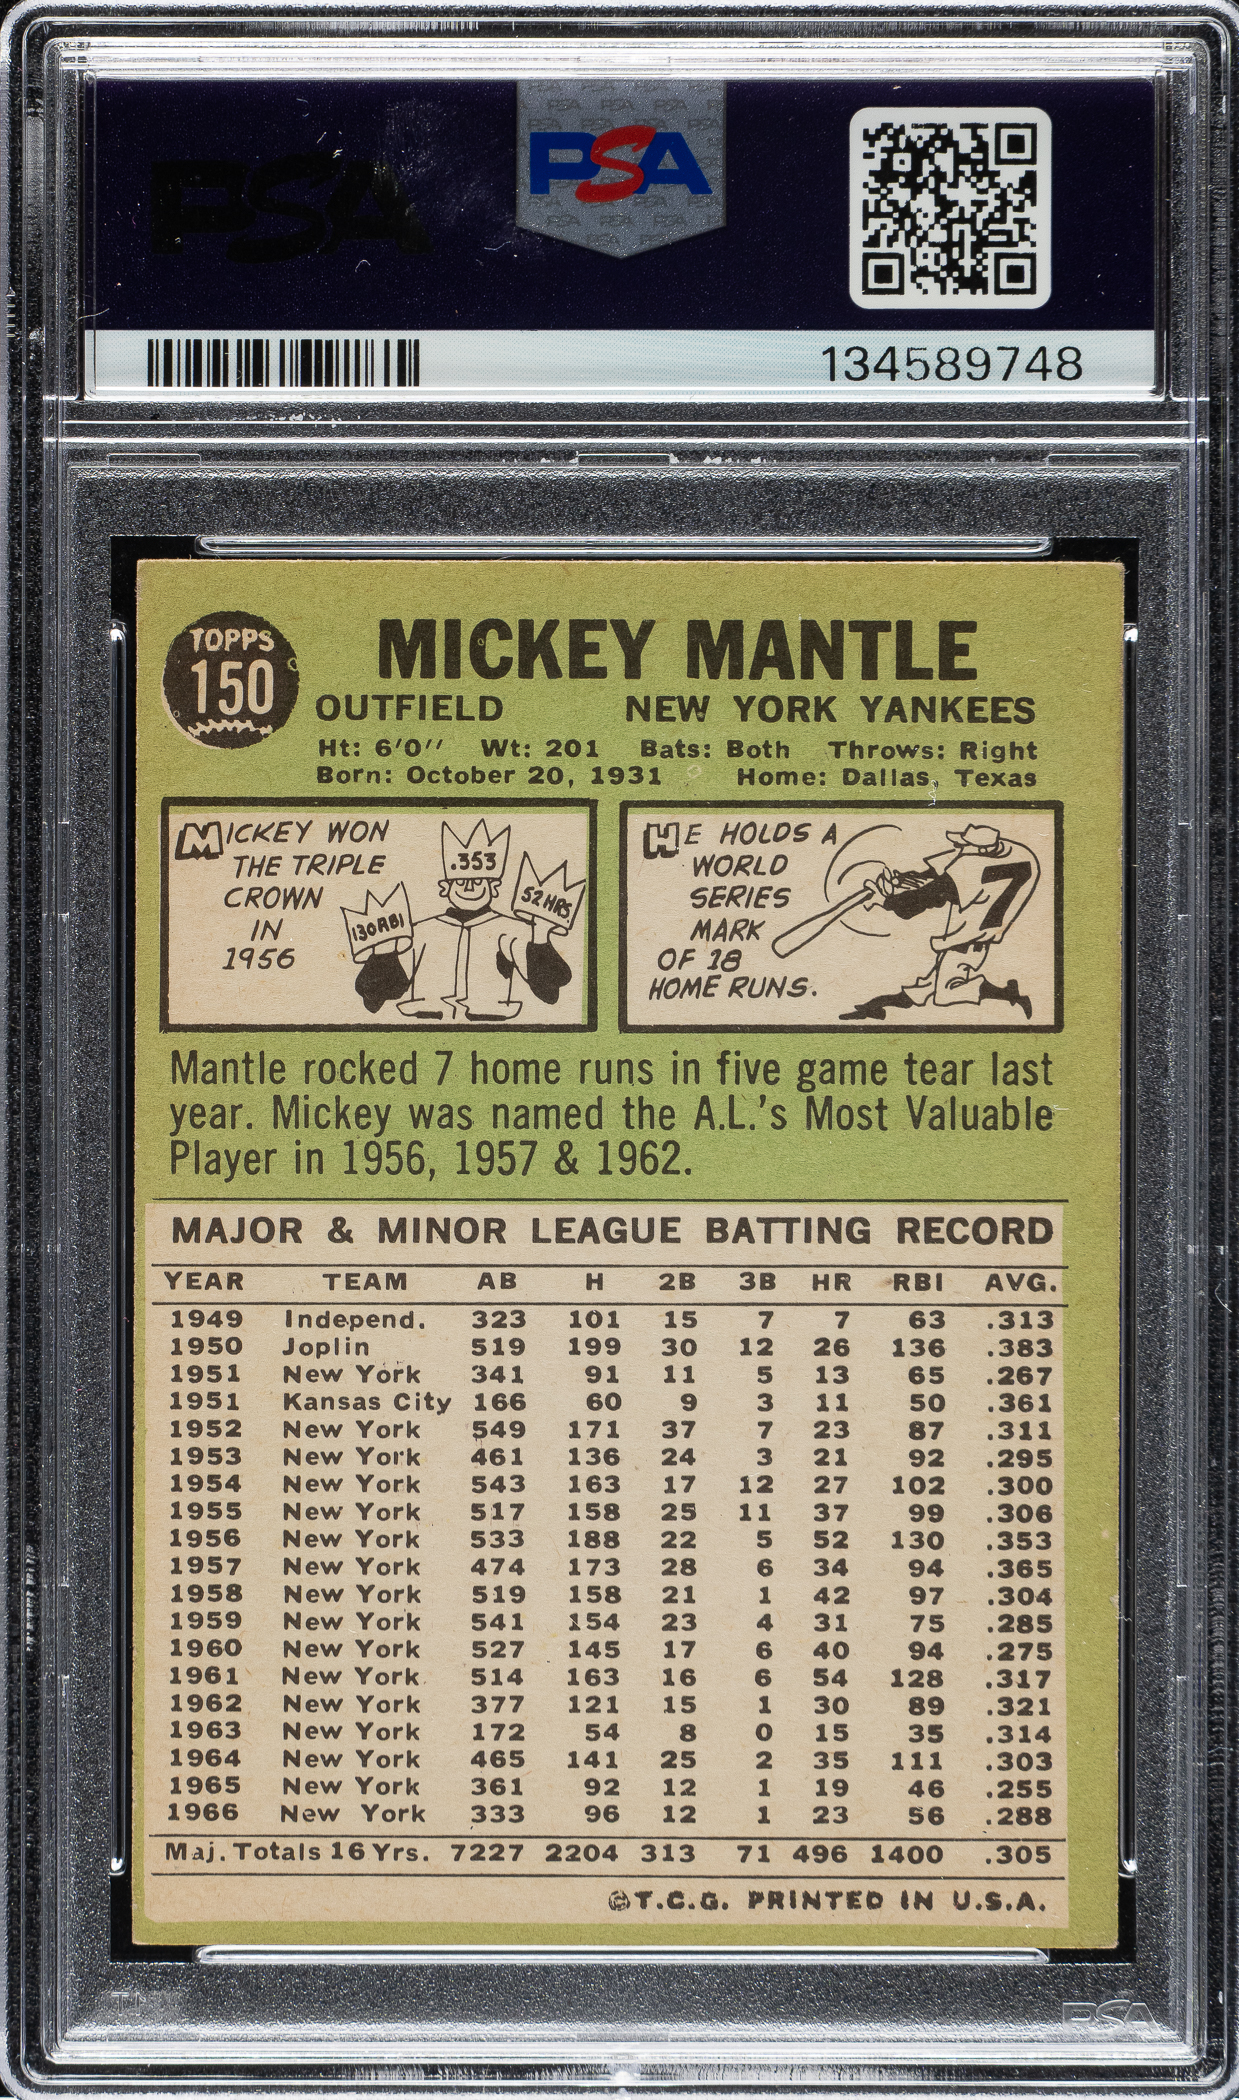 PSA
PSA
134589748
TOPPS
150
MICKEY MANTLE
OUTFIELD NEW YORK YANKEES
Ht: 6'0" Wt: 201 Bats: Both Throws: Right
Born: October 20, 1931 Home: Dallas, Texas
MICKEY WON
THE TRIPLE
CROWN
IN
1956
.353
130 RBI
52 HRS
HE HOLDS A
WORLD
SERIES
MARK
OF 18
HOME RUNS.
7
Mantle rocked 7 home runs in five game tear last
year. Mickey was named the A.L.'s Most Valuable
Player in 1956, 1957 & 1962.
MAJOR & MINOR LEAGUE BATTING RECORD
YEAR TEAM AB H 2B 3B HR RBI AVG.
1949 Independ. 323 101 15 7 7 63 .313
1950 Joplin 519 199 30 12 26 136 .383
1951 New York 341 91 11 5 13 65 .267
1951 Kansas City 166 60 9 3 11 50 .361
1952 New York 549 171 37 7 23 87 .311
1953 New York 461 136 24 3 21 92 .295
1954 New York 543 163 17 12 27 102 .300
1955 New York 517 158 25 11 37 99 .306
1956 New York 533 188 22 5 52 130 .353
1957 New York 474 173 28 6 34 94 .365
1958 New York 519 158 21 1 42 97 .304
1959 New York 541 154 23 4 31 75 .285
1960 New York 527 145 17 6 40 94 .275
1961 New York 514 163 16 6 54 128 .317
1962 New York 377 121 15 1 30 89 .321
1963 New York 172 54 8 0 15 35 .314
1964 New York 465 141 25 2 35 111 .303
1965 New York 361 92 12 1 19 46 .255
1966 New York 333 96 12 1 23 56 .288
Maj. Totals 16 Yrs. 7227 2204 313 71 496 1400 .305
©T.C.G. PRINTED IN U.S.A.
PSA